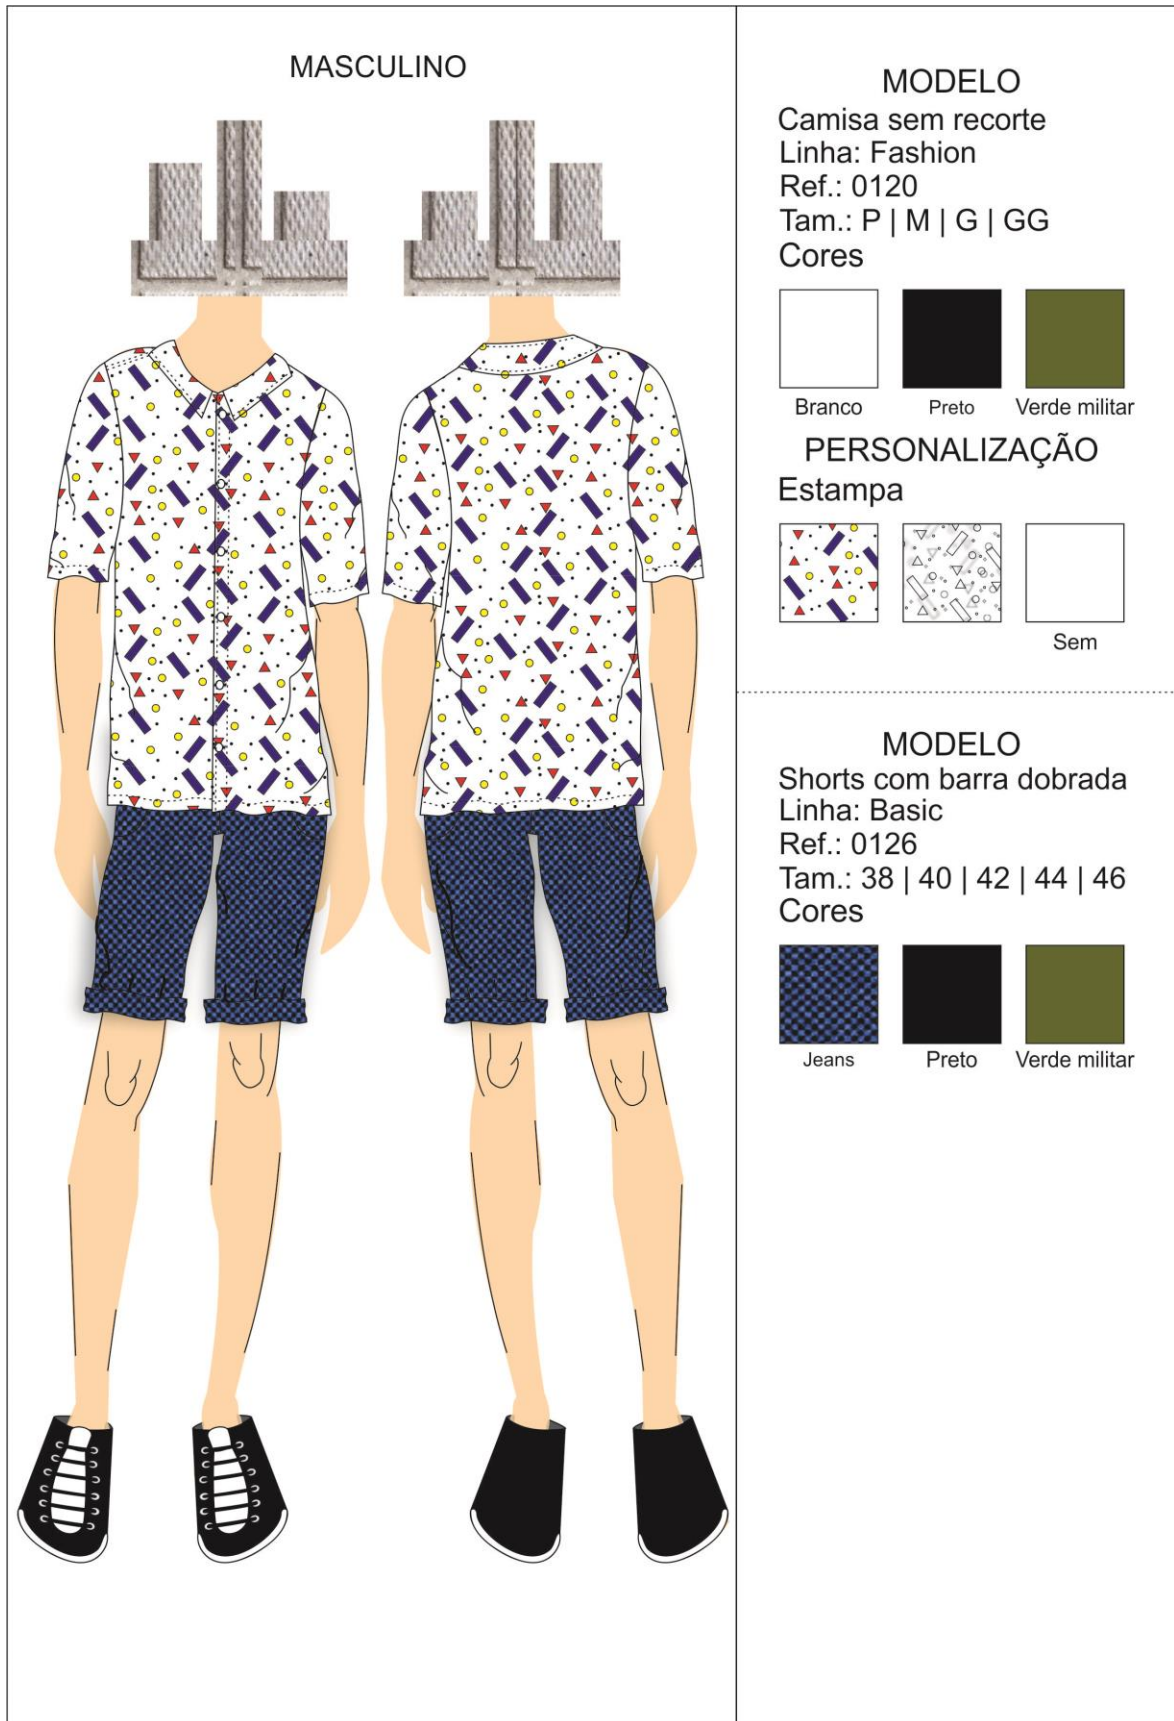 MASCULINO
MODELO
Camisa sem recorte
Linha: Fashion
Ref.: 0120
Tam.: P | M | G | GG
Cores
Branco
Preto
Verde militar
PERSONALIZAÇÃO
Estampa
Sem
MODELO
Shorts com barra dobrada
Linha: Basic
Ref.: 0126
Tam.: 38 | 40 | 42 | 44 | 46
Cores
Jeans
Preto
Verde militar